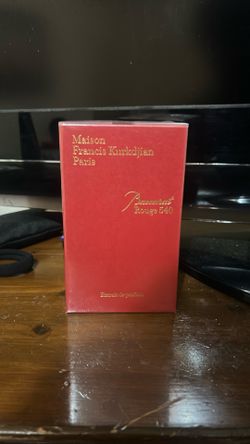 Maison
Francis Kurkdjian
Paris
Baccarat
Rouge 540
Extrait de parfum